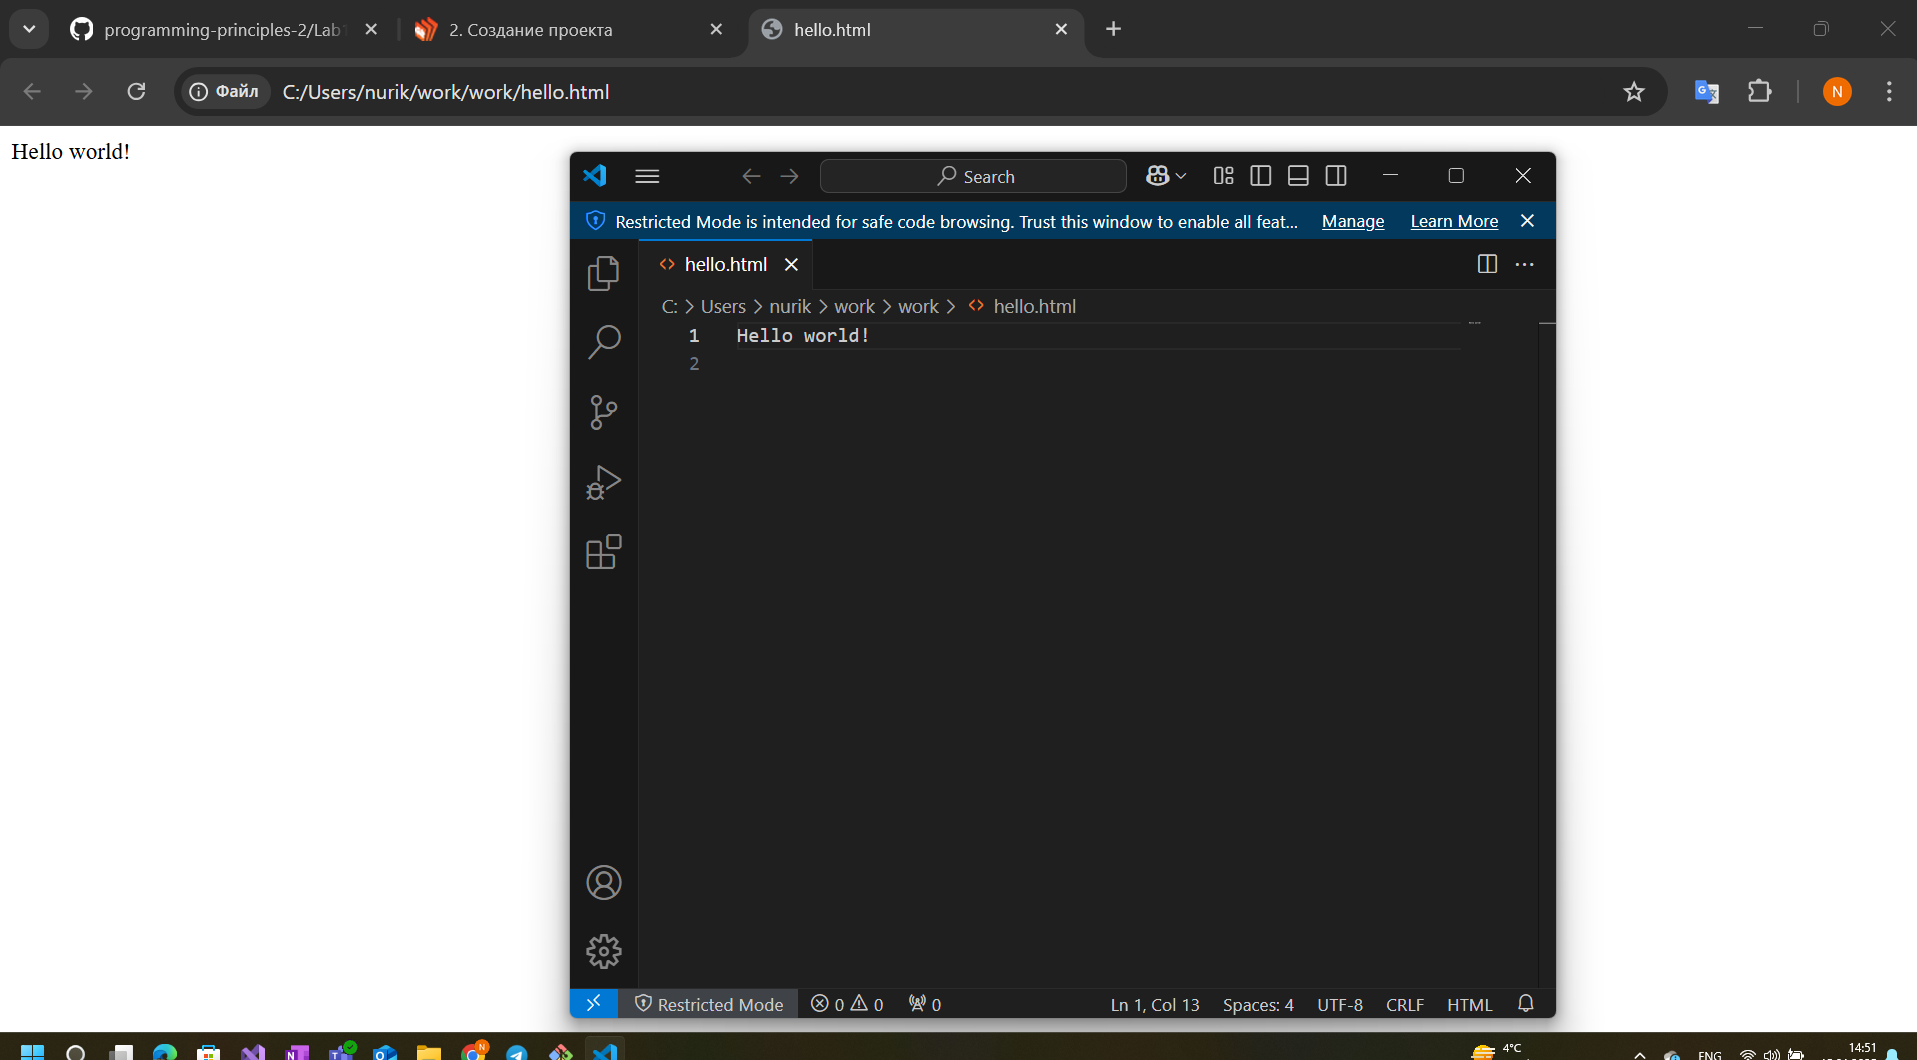 programming-principles-2/Lab1
2. Создание проекта
hello.html
Файл
C:/Users/nurik/work/work/hello.html
N
Hello world!
Search
Restricted Mode is intended for safe code browsing. Trust this window to enable all feat...
Manage
Learn More
hello.html
C: > Users > nurik > work > work > hello.html
1 Hello world!
2
Restricted Mode
0
0
0
Ln 1, Col 13
Spaces: 4
UTF-8
CRLF
HTML
4°C
ENG
14:51